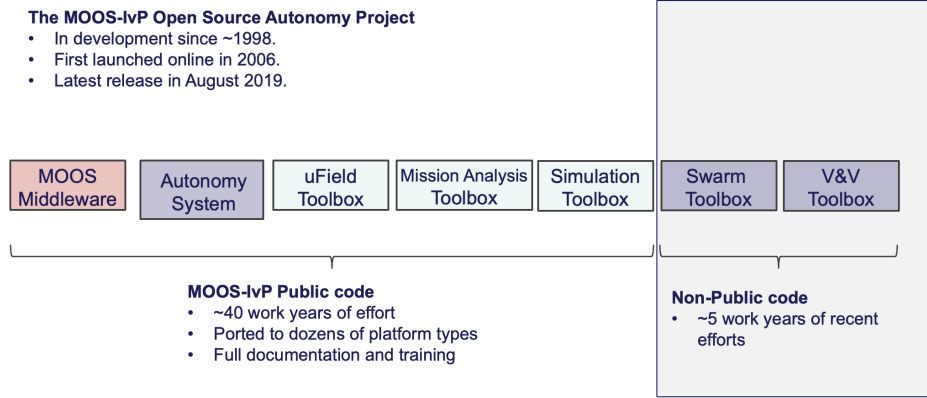 The MOOS-IvP Open Source Autonomy Project
• In development since ~1998.
• First launched online in 2006.
• Latest release in August 2019.
MOOS
Middleware
Autonomy
System
uField
Toolbox
Mission Analysis
Toolbox
Simulation
Toolbox
Swarm
Toolbox
V&V
Toolbox
MOOS-IvP Public code
• ~40 work years of effort
• Ported to dozens of platform types
• Full documentation and training
Non-Public code
• ~5 work years of recent
efforts